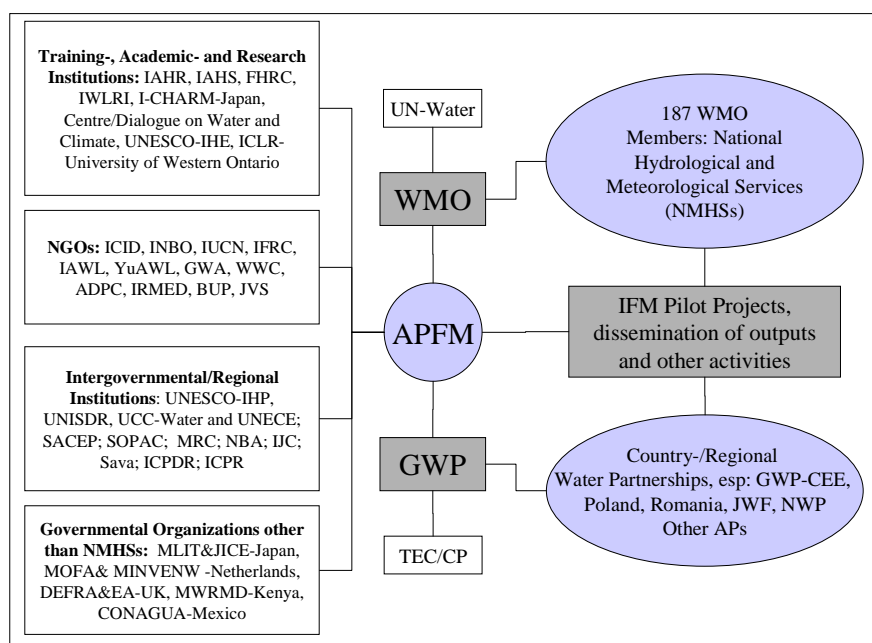 Training-, Academic- and Research
Institutions: IAHR, IAHS, FHRC,
IWLRI, I-CHARM-Japan,
Centre/Dialogue on Water and
Climate, UNESCO-IHE, ICLR-
University of Western Ontario
NGOs: ICID, INBO, IUCN, IFRC,
IAWL, YuAWL, GWA, WWC,
ADPC, IRMED, BUP, JVS
Intergovernmental/Regional
Institutions: UNESCO-IHP,
UNISDR, UCC-Water and UNECE;
SACEP; SOPAC; MRC; NBA; IJC;
Sava; ICPDR; ICPR
Governmental Organizations other
than NMHSs: MLIT&JICE-Japan,
MOFA& MINVENW -Netherlands,
DEFRA&EA-UK, MWRMD-Kenya,
CONAGUA-Mexico
UN-Water
WMO
APFM
GWP
TEC/CP
187 WMO
Members: National
Hydrological and
Meteorological Services
(NMHSs)
IFM Pilot Projects,
dissemination of outputs
and other activities
Country-/Regional
Water Partnerships, esp: GWP-CEE,
Poland, Romania, JWF, NWP
Other APs